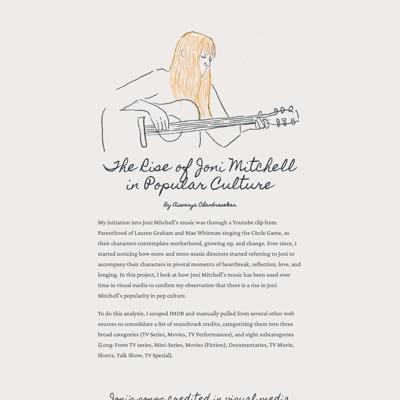 The Rise of Joni Mitchell
in Popular Culture
By Aiswarya Chandrasekar
My initiation into Joni Mitchell's music was through a Youtube clip from
Parenthood of Lauren Graham and Mae Whitman singing the Circle Game, as
their characters contemplate motherhood, growing up, and change. Ever since, I
started noticing how more and more music directors started referring to Joni to
accompany their characters in pivotal moments of heartbreak, reflection, love, and
longing. In this project, I look at how Joni Mitchell's music has been used over
time in visual media to confirm my observation that there is a rise in Joni
Mitchell's popularity in pop culture.
To do this analysis, I scraped IMDB and manually pulled from several other web
sources to consolidate a list of soundtrack credits, categorizing them into three
broad categories (TV Series, Movies, TV Performances), and eight subcategories
(Long-Form TV series, Mini-Series, Movies (Fiction), Documentaries, TV Movie,
Shorts, Talk Show, TV Special).
Joni's songs credited in visual media